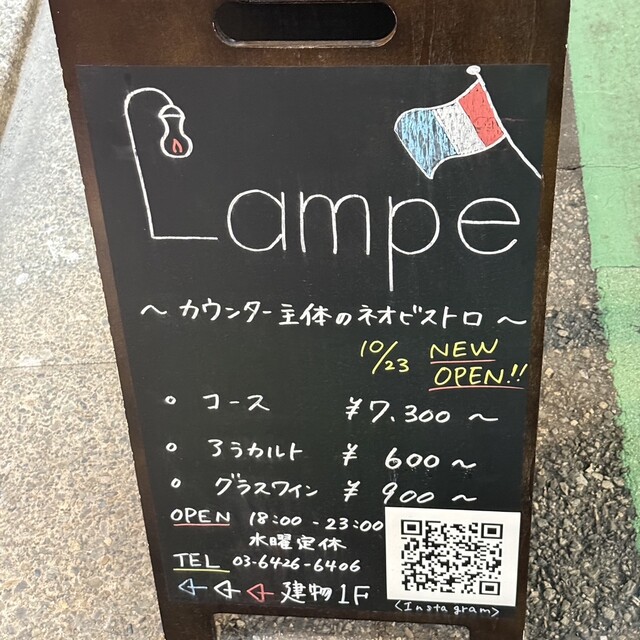 Lampe
～ カウンター主体のネオビストロ ～
10/23 NEW
OPEN!!
○ コース ¥7,300 ～
○ ろうカルト ¥ 600 ～
○ グラスワイン ¥ 900 ～
OPEN 18:00 - 23:00
水曜定休
TEL 03-6426-6406
建物1F
<Instagram>